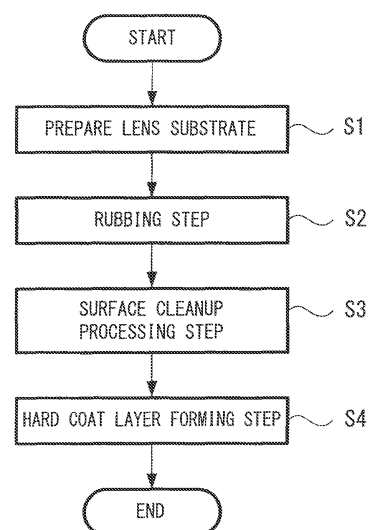 START
PREPARE LENS SUBSTRATE S1
RUBBING STEP S2
SURFACE CLEANUP S3
PROCESSING STEP
HARD COAT LAYER FORMING STEP S4
END